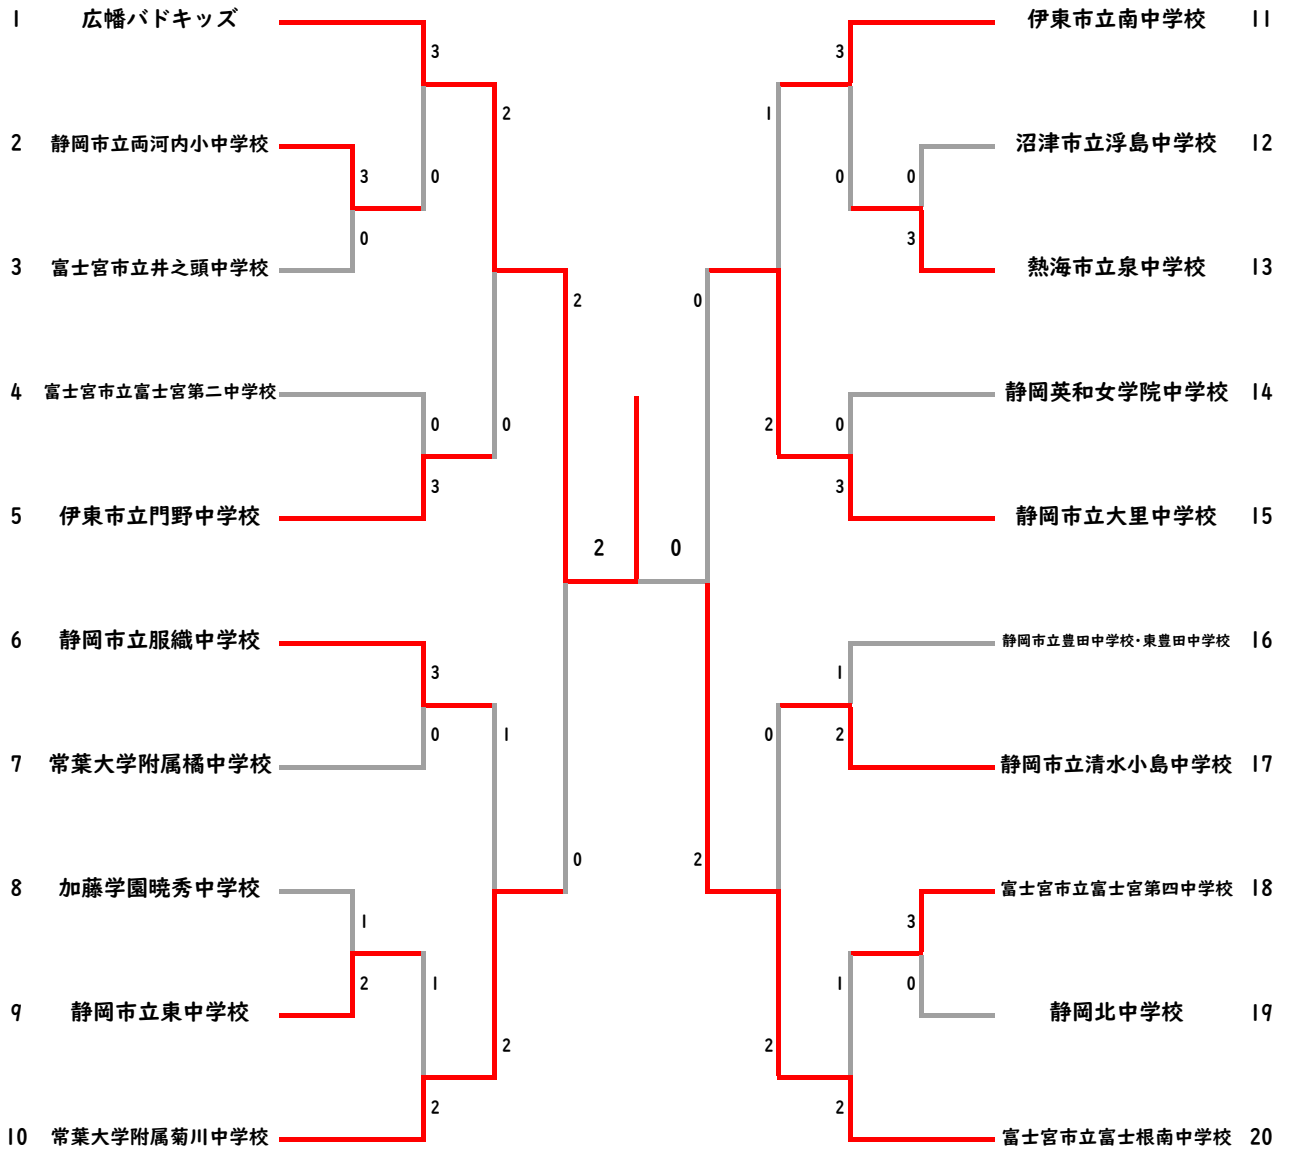 1 広幡バドキッズ
2 静岡市立両河内小中学校
3 富士宮市立井之頭中学校
4 富士宮市立富士宮第二中学校
5 伊東市立門野中学校
6 静岡市立服織中学校
7 常葉大学附属橘中学校
8 加藤学園暁秀中学校
9 静岡市立東中学校
10 常葉大学附属菊川中学校
3
0
3
0
0
3
3
0
1
2
1
2
2
0
1
2
2
0
2 0
伊東市立南中学校 11
沼津市立浮島中学校 12
熱海市立泉中学校 13
静岡英和女学院中学校 14
静岡市立大里中学校 15
静岡市立豊田中学校・東豊田中学校 16
静岡市立清水小島中学校 17
富士宮市立富士宮第四中学校 18
静岡北中学校 19
富士宮市立富士根南中学校 20
3
0
0
3
0
3
1
2
3
0
1
2
1
2
0
2
0
2